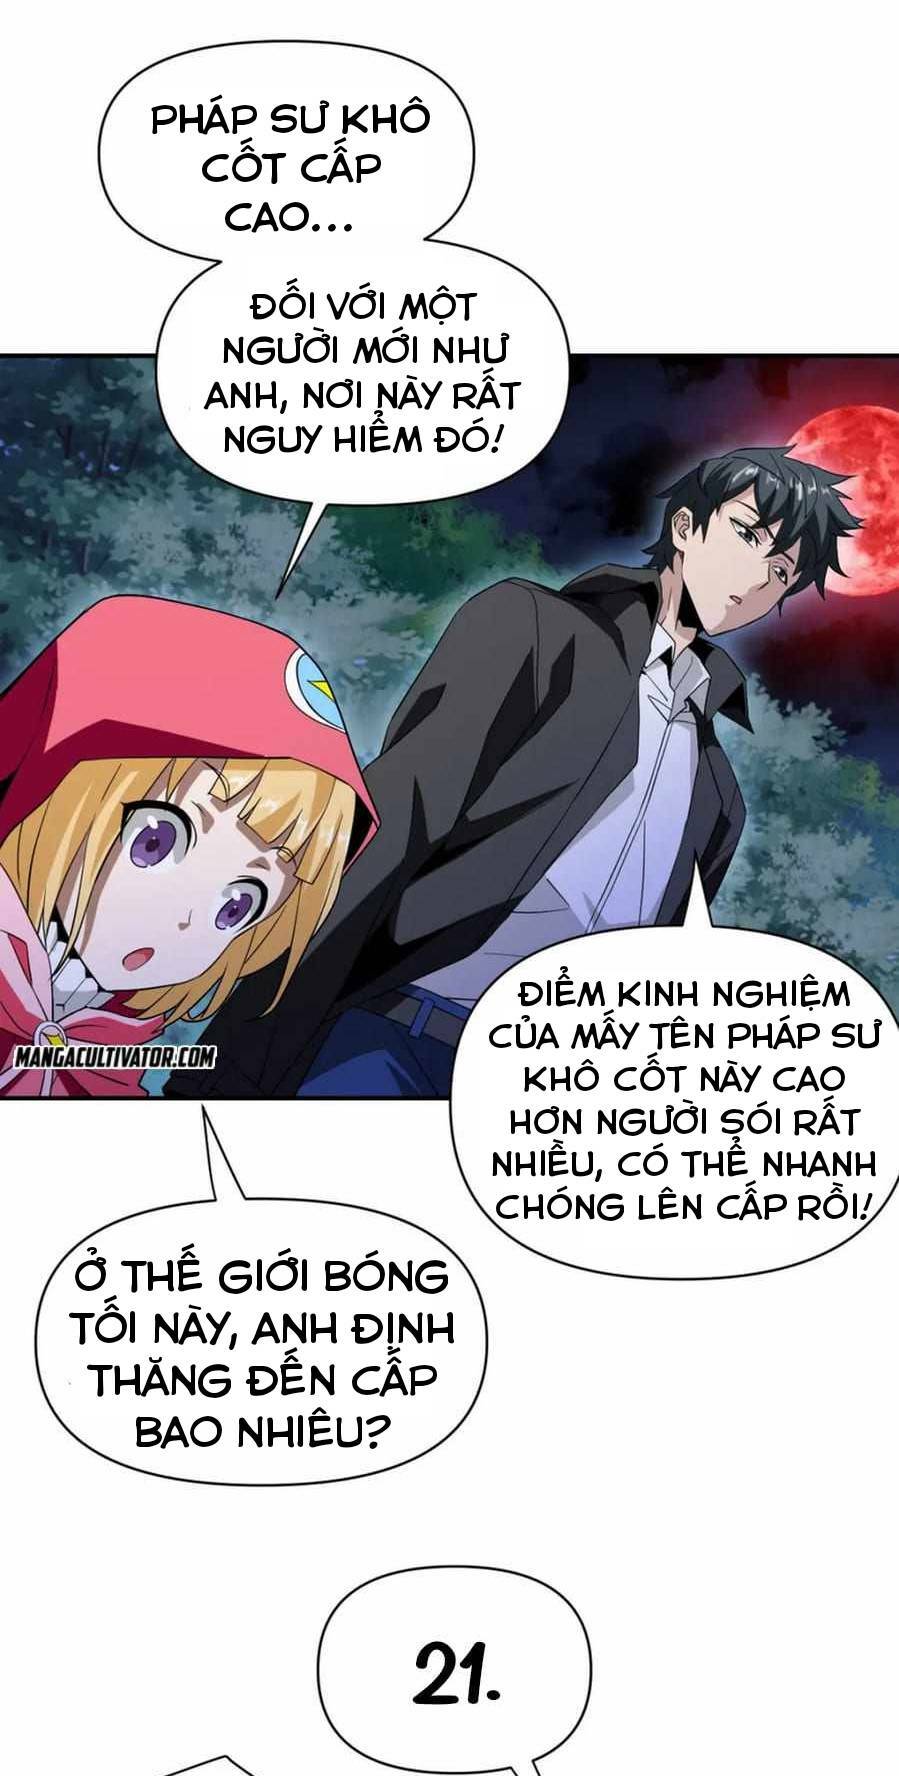 PHÁP SƯ KHÔ
CỐT CẤP
CAO...
ĐỐI VỚI MỘT
NGƯỜI MỚI NHƯ
ANH, NƠI NÀY RẤT
NGUY HIỂM ĐÓ!
ĐIỂM KINH NGHIỆM
CỦA MẤY TÊN PHÁP SƯ
KHÔ CỐT NÀY CAO
HƠN NGƯỜI SÓI RẤT
NHIỀU, CÓ THỂ NHANH
CHÓNG LÊN CẤP RỒI!
MANGACULTIVATOR.COM
Ở THẾ GIỚI BÓNG
TỐI NÀY, ANH ĐỊNH
THĂNG ĐẾN CẤP
BAO NHIÊU?
21.